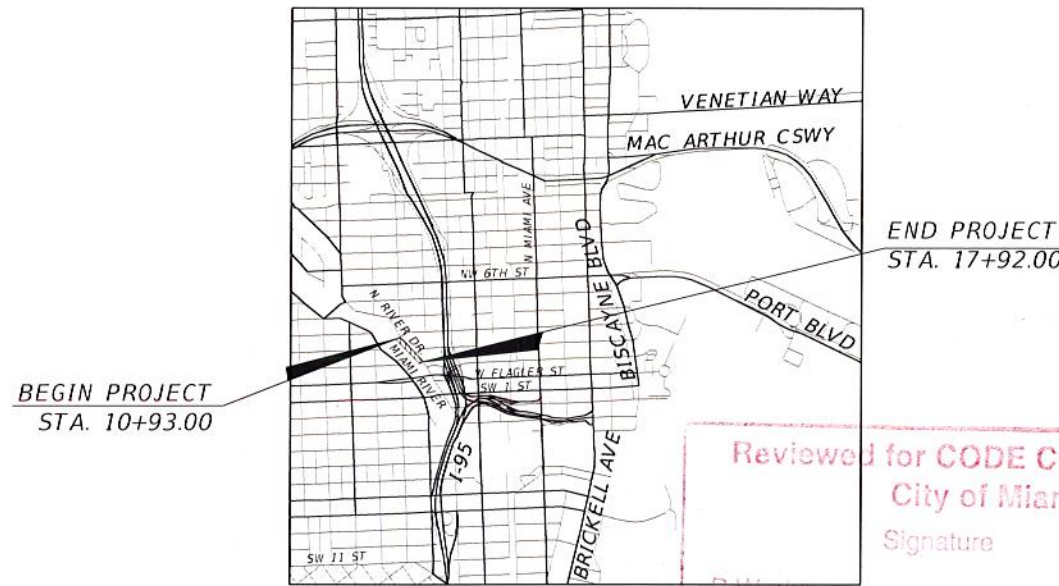 VENETIAN WAY
MAC ARTHUR CSWY
N MIAMI AVE
BISCAYNE BLVD
END PROJECT
STA. 17+92.00
NW 6TH ST
PORT BLVD
N RIVER DR
MIAMI RIVER
BEGIN PROJECT
STA. 10+93.00
W FLAGLER ST
SW 1 ST
I-95
BRICKELL AVE
SW 11 ST
Reviewed for CODE C
City of Miam
Signature